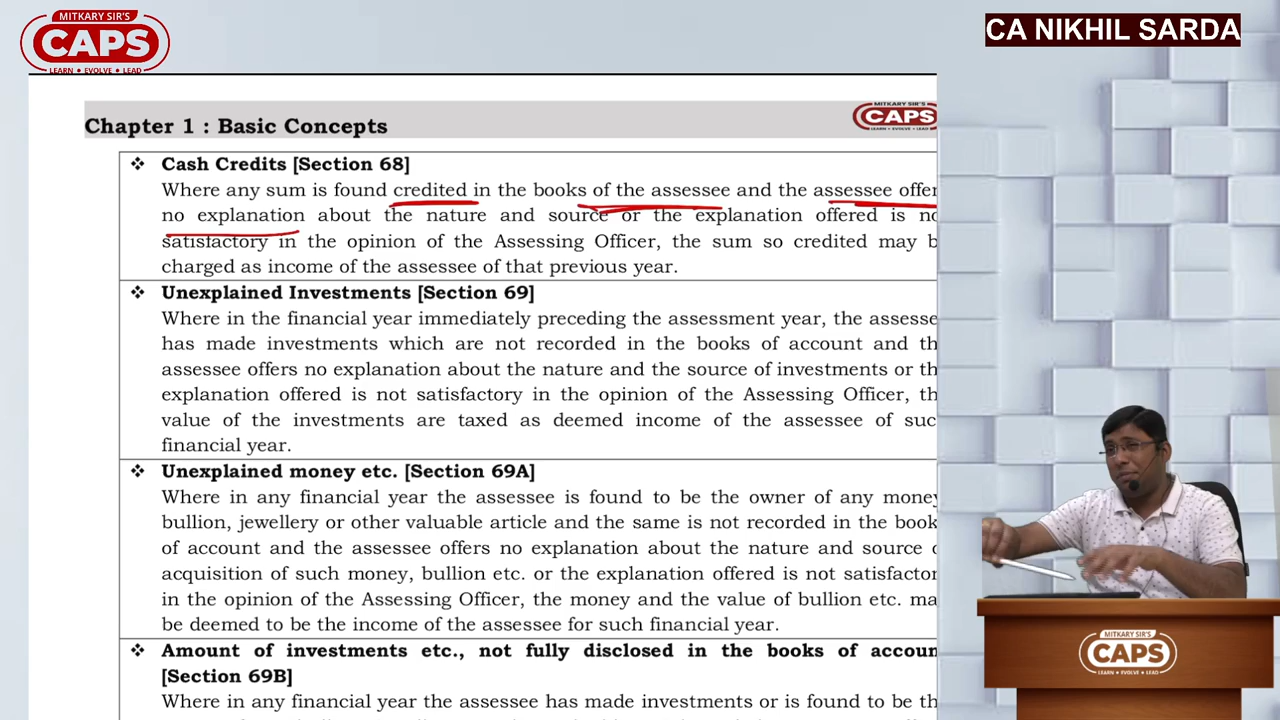 MITKARY SIR'S
CAPS
LEARN • EVOLVE • LEAD
CA NIKHIL SARDA
Chapter 1 : Basic Concepts
MITKARY SIR'S
CAPS
LEARN • EVOLVE • LEAD
❖ Cash Credits [Section 68]
Where any sum is found credited in the books of the assessee and the assessee offer
no explanation about the nature and source or the explanation offered is no
satisfactory in the opinion of the Assessing Officer, the sum so credited may b
charged as income of the assessee of that previous year.
❖ Unexplained Investments [Section 69]
Where in the financial year immediately preceding the assessment year, the assesse
has made investments which are not recorded in the books of account and th
assessee offers no explanation about the nature and the source of investments or th
explanation offered is not satisfactory in the opinion of the Assessing Officer, th
value of the investments are taxed as deemed income of the assessee of suc
financial year.
❖ Unexplained money etc. [Section 69A]
Where in any financial year the assessee is found to be the owner of any money
bullion, jewellery or other valuable article and the same is not recorded in the book
of account and the assessee offers no explanation about the nature and source o
acquisition of such money, bullion etc. or the explanation offered is not satisfactor
in the opinion of the Assessing Officer, the money and the value of bullion etc. ma
be deemed to be the income of the assessee for such financial year.
❖ Amount of investments etc., not fully disclosed in the books of accoun
[Section 69B]
Where in any financial year the assessee has made investments or is found to be th
MITKARY SIR'S
CAPS
LEARN • EVOLVE • LEAD